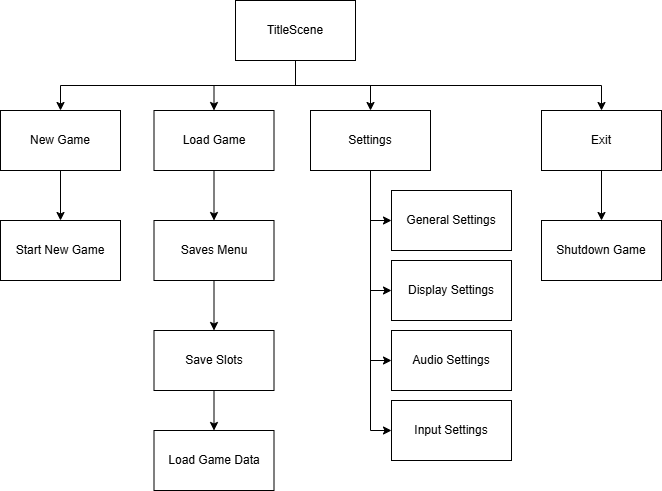 TitleScene
New Game
Load Game
Settings
Exit
Start New Game
Saves Menu
General Settings
Shutdown Game
Display Settings
Save Slots
Audio Settings
Load Game Data
Input Settings